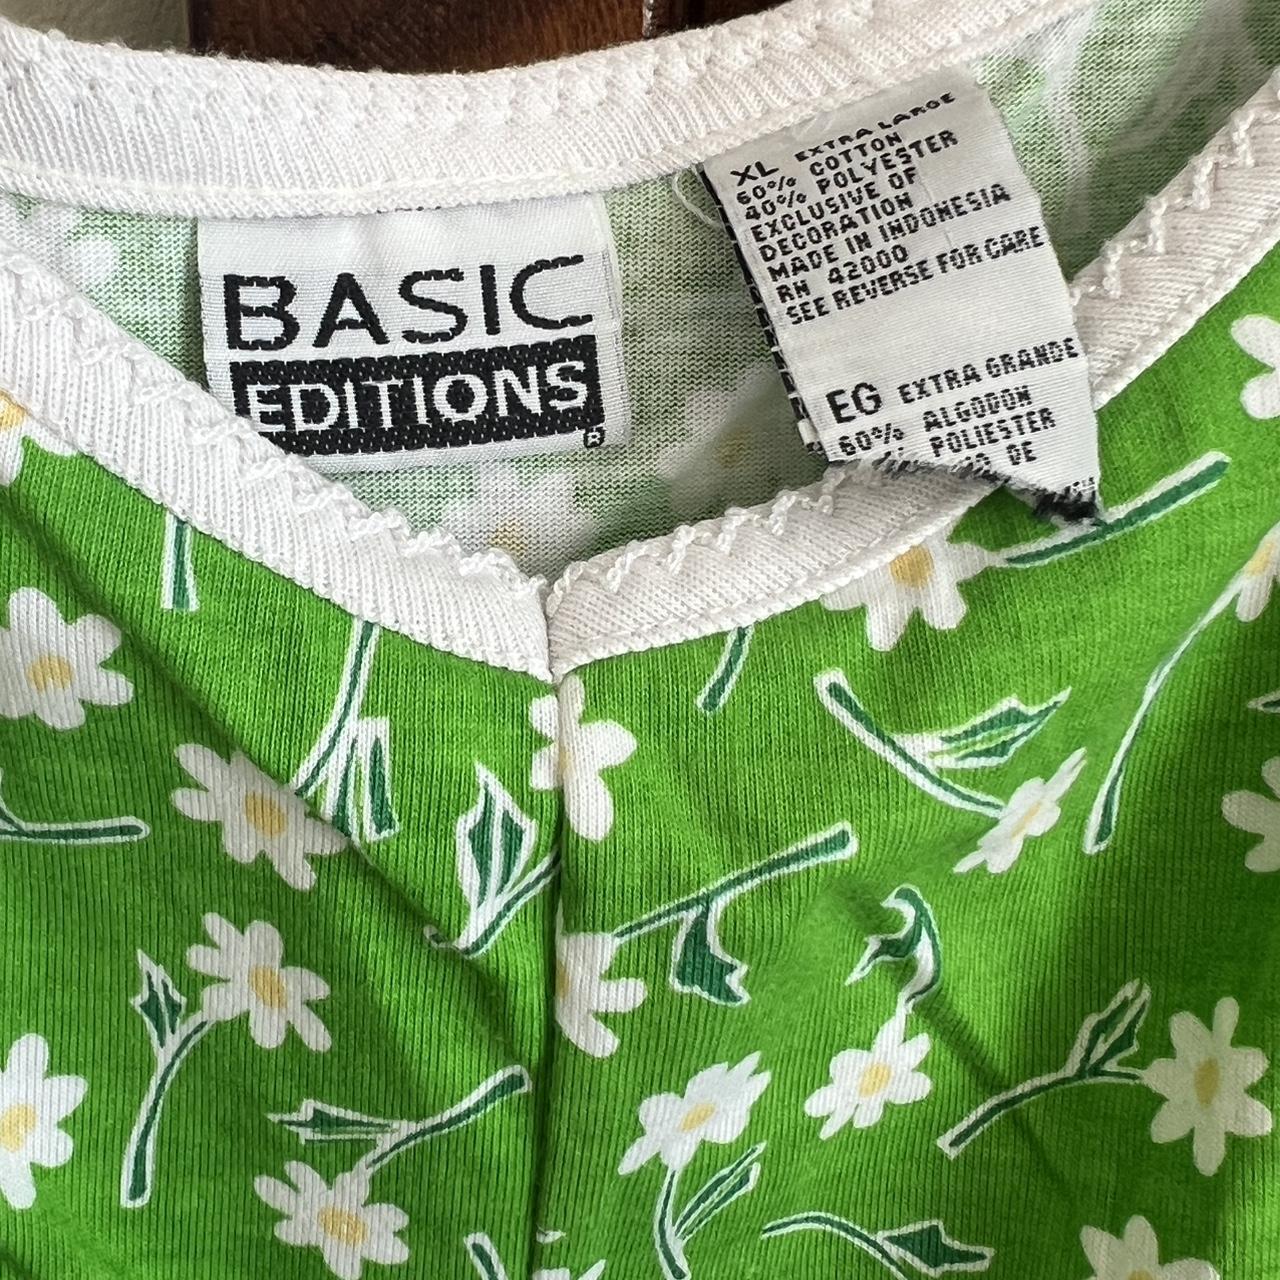 BASIC
EDITIONS
®
XL EXTRA LARGE
60% COTTON
40% POLYESTER
EXCLUSIVE OF
DECORATION
MADE IN INDONESIA
RN 42000
SEE REVERSE FOR CARE
EG EXTRA GRANDE
60% ALGODON
POLIESTER
DE